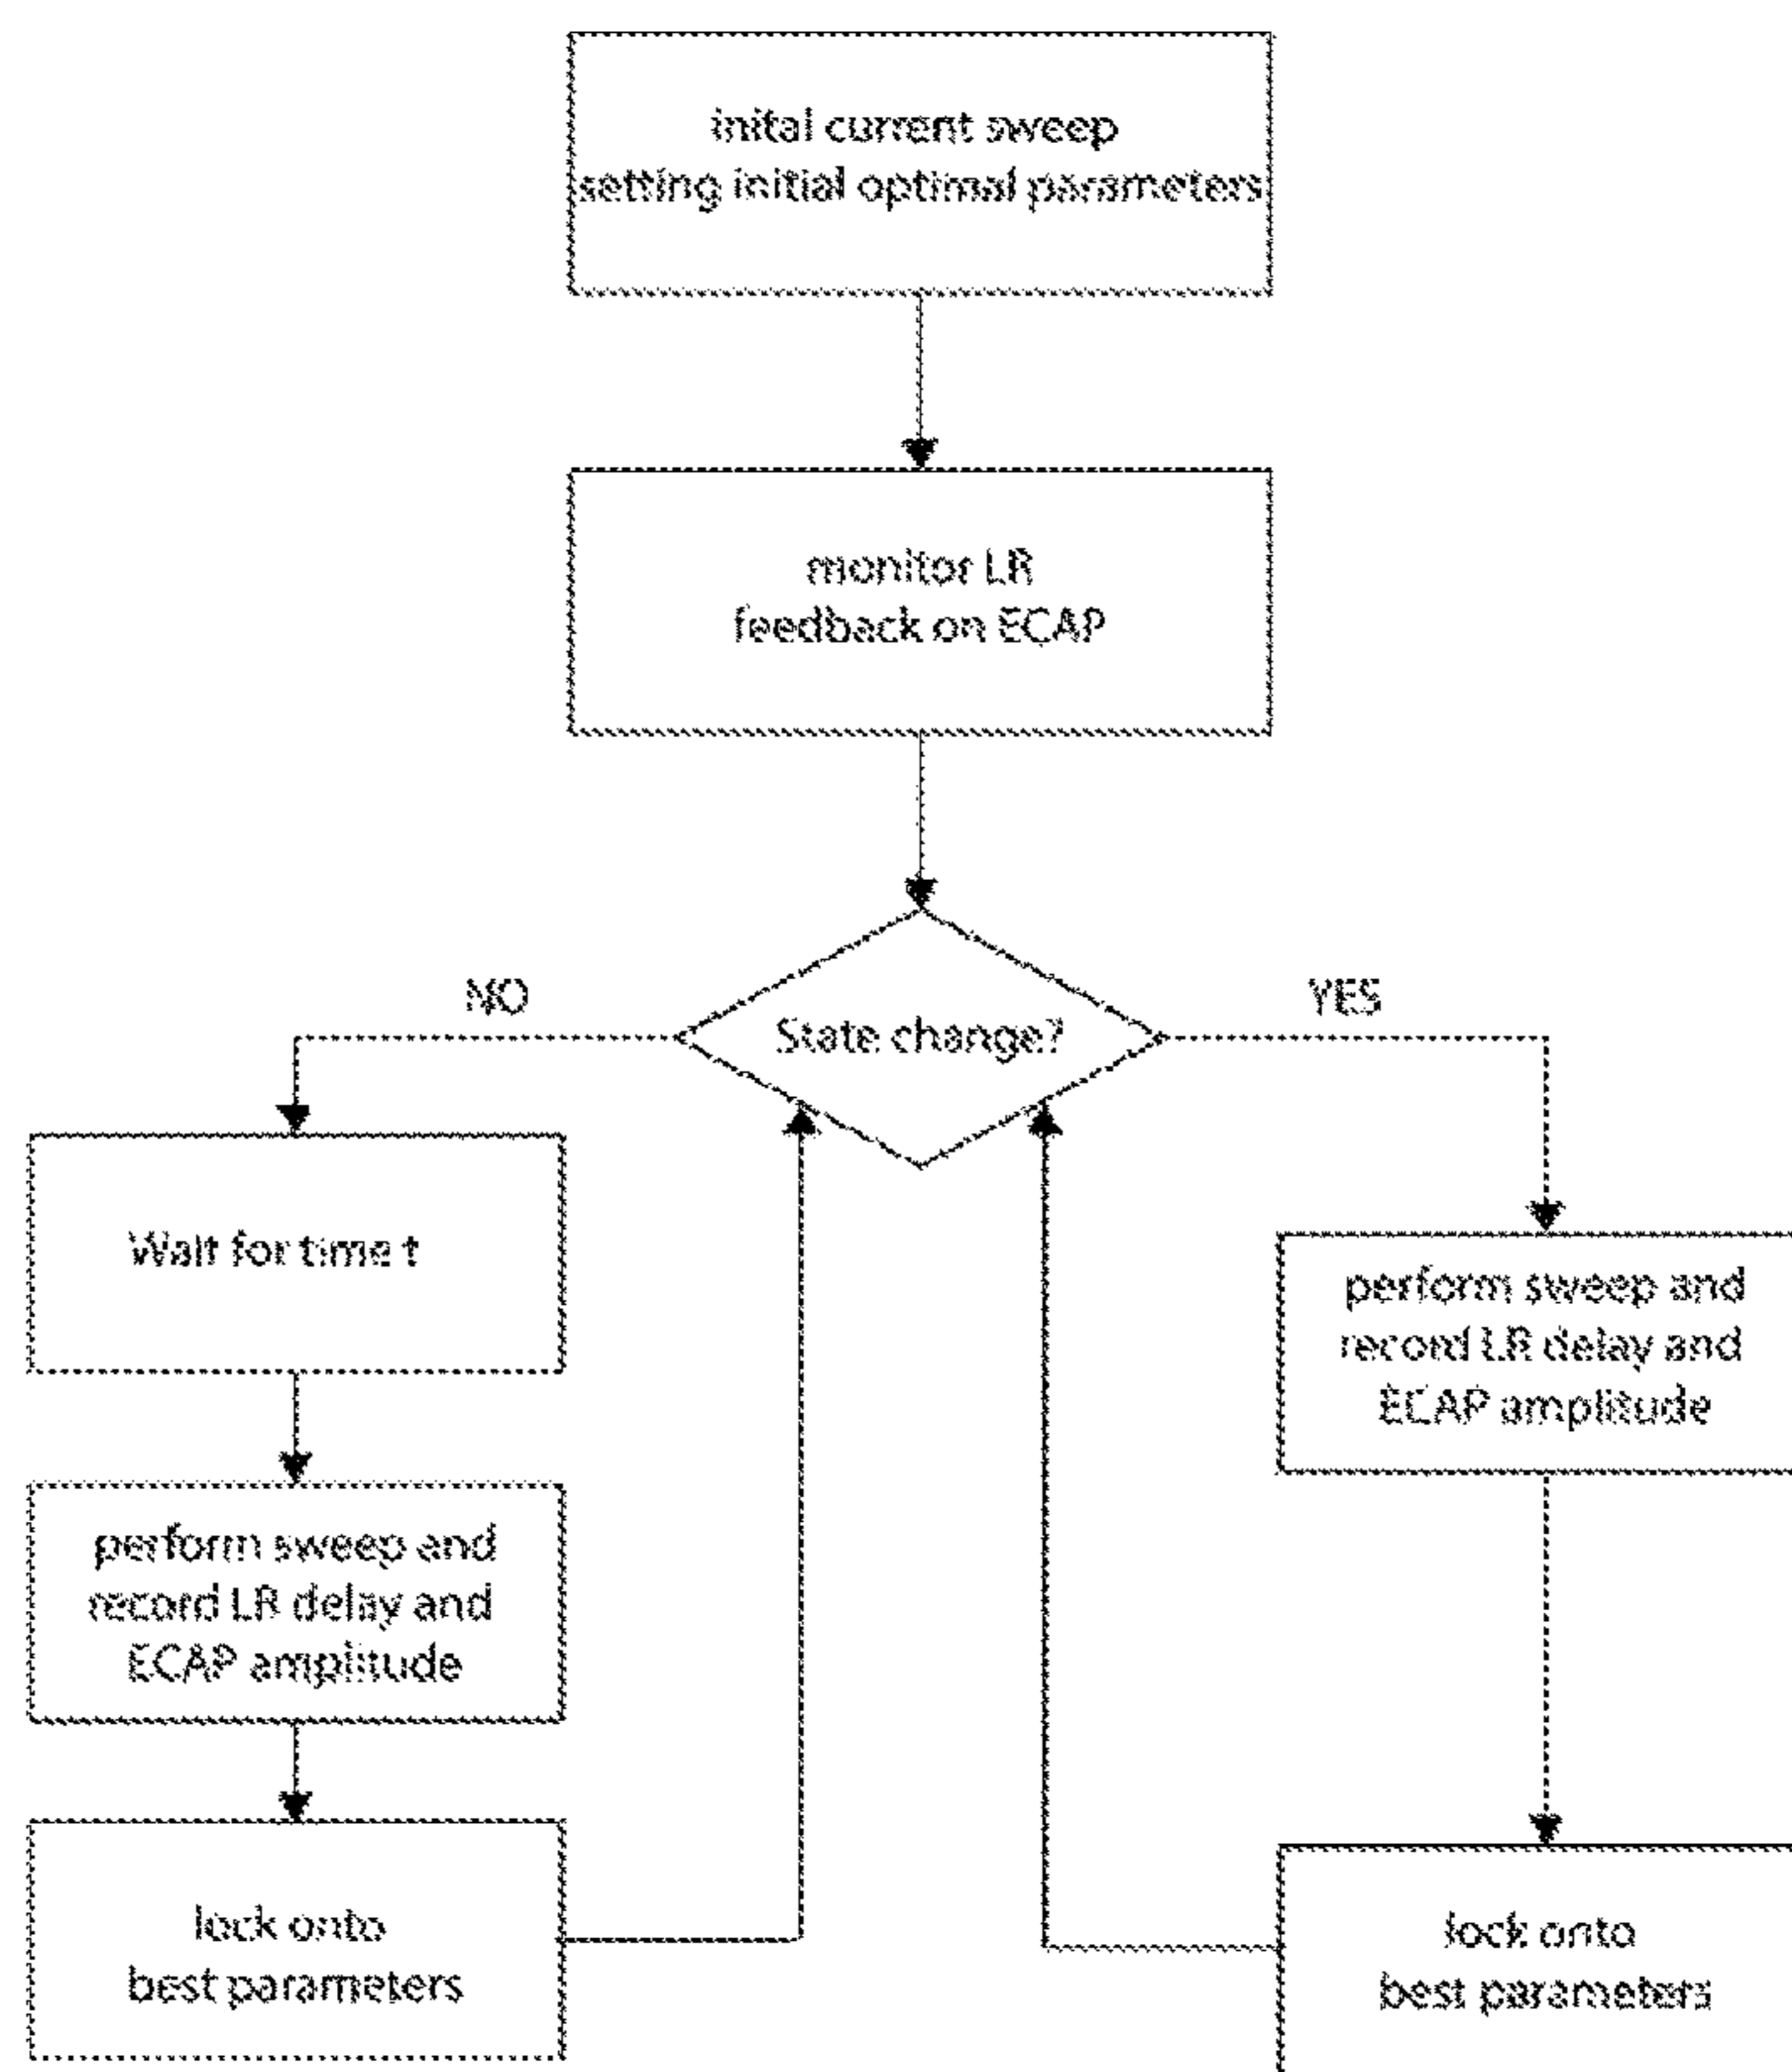 inital current sweep
setting initial optimal parameters
monitor LR
feedback on ECAP
State change?
NO
YES
Wait for time t
perform sweep and
record LR delay and
ECAP amplitude
lock onto
best parameters
perform sweep and
record LR delay and
ECAP amplitude
lock onto
best parameters